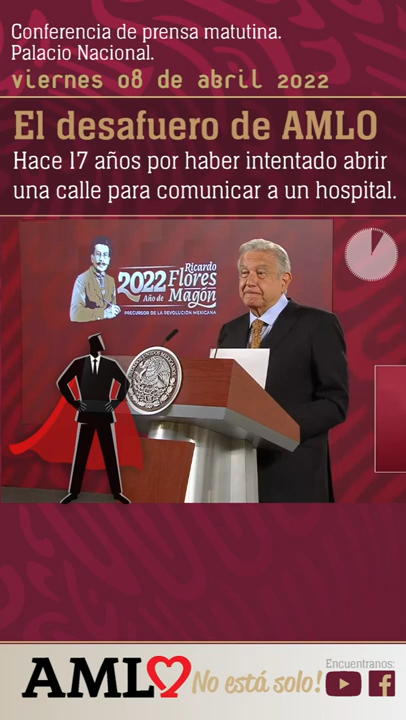 Conferencia de prensa matutina.
Palacio Nacional.
viernes 08 de abril 2022
El desafuero de AMLO
Hace 17 años por haber intentado abrir
una calle para comunicar a un hospital.
2022
Año de
Ricardo
Flores
Magón
PRECURSOR DE LA REVOLUCIÓN MEXICANA
AMLO
No está solo!
Encuentranos: